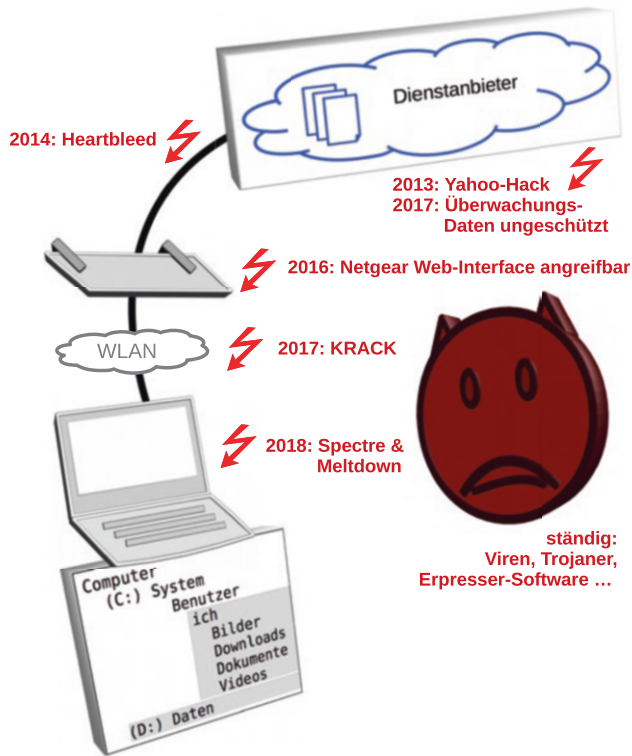 Dienstanbieter
2014: Heartbleed
2013: Yahoo-Hack
2017: Überwachungs-
Daten ungeschützt
2016: Netgear Web-Interface angreifbar
WLAN
2017: KRACK
2018: Spectre &
Meltdown
ständig:
Viren, Trojaner,
Erpresser-Software …
Computer
(C:) System
Benutzer
ich
Bilder
Downloads
Dokumente
Videos
(D:) Daten